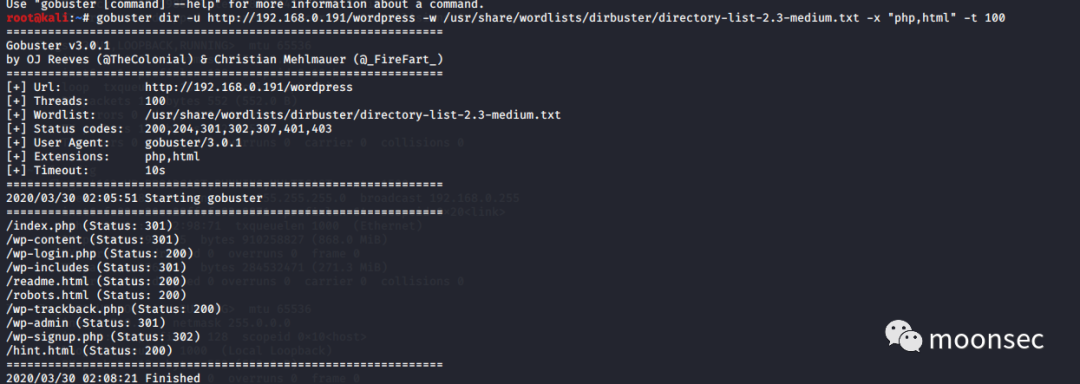 Use "gobuster [command] --help" for more information about a command.
root@kali:~# gobuster dir -u http://192.168.0.191/wordpress -w /usr/share/wordlists/dirbuster/directory-list-2.3-medium.txt -x "php,html" -t 100
===============================================================
Gobuster v3.0.1
by OJ Reeves (@TheColonial) & Christian Mehlmauer (@_FireFart_)
===============================================================
[+] Url: http://192.168.0.191/wordpress
[+] Threads: 100
[+] Wordlist: /usr/share/wordlists/dirbuster/directory-list-2.3-medium.txt
[+] Status codes: 200,204,301,302,307,401,403
[+] User Agent: gobuster/3.0.1
[+] Extensions: php,html
[+] Timeout: 10s
===============================================================
2020/03/30 02:05:51 Starting gobuster
===============================================================
/index.php (Status: 301)
/wp-content (Status: 301)
/wp-login.php (Status: 200)
/wp-includes (Status: 301)
/readme.html (Status: 200)
/robots.html (Status: 200)
/wp-trackback.php (Status: 200)
/wp-admin (Status: 301)
/wp-signup.php (Status: 302)
/hint.html (Status: 200)
===============================================================
2020/03/30 02:08:21 Finished
moonsec